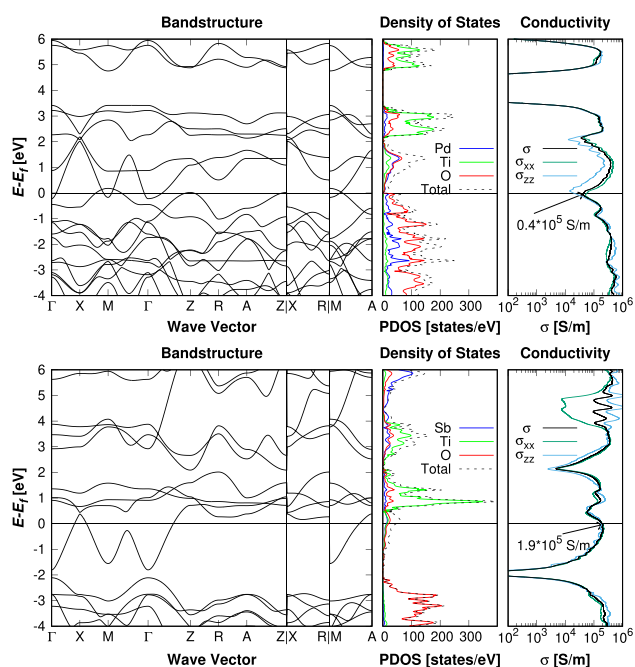 Bandstructure Density of States Conductivity
E-E_f [eV]
6
5
4
3
2
1
0
-1
-2
-3
-4
Pd
Ti
O
Total
σ
σ_xx
σ_zz
0.4*10^5 S/m
Γ X M Γ Z R A Z|X R|M A
0 100 200 300 400
10^2 10^3 10^4 10^5 10^6
Wave Vector PDOS [states/eV] σ [S/m]
Bandstructure Density of States Conductivity
E-E_f [eV]
6
5
4
3
2
1
0
-1
-2
-3
-4
Sb
Ti
O
Total
σ
σ_xx
σ_zz
1.9*10^5 S/m
Γ X M Γ Z R A Z|X R|M A
0 100 200 300 400
10^2 10^3 10^4 10^5 10^6
Wave Vector PDOS [states/eV] σ [S/m]